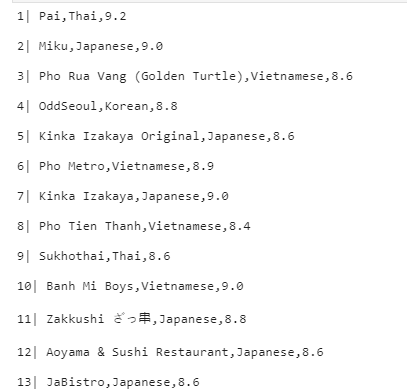 1| Pai,Thai,9.2
2| Miku,Japanese,9.0
3| Pho Rua Vang (Golden Turtle),Vietnamese,8.6
4| OddSeoul,Korean,8.8
5| Kinka Izakaya Original,Japanese,8.6
6| Pho Metro,Vietnamese,8.9
7| Kinka Izakaya,Japanese,9.0
8| Pho Tien Thanh,Vietnamese,8.4
9| Sukhothai,Thai,8.6
10| Banh Mi Boys,Vietnamese,9.0
11| Zakkushi ざっ串,Japanese,8.8
12| Aoyama & Sushi Restaurant,Japanese,8.6
13| JaBistro,Japanese,8.6